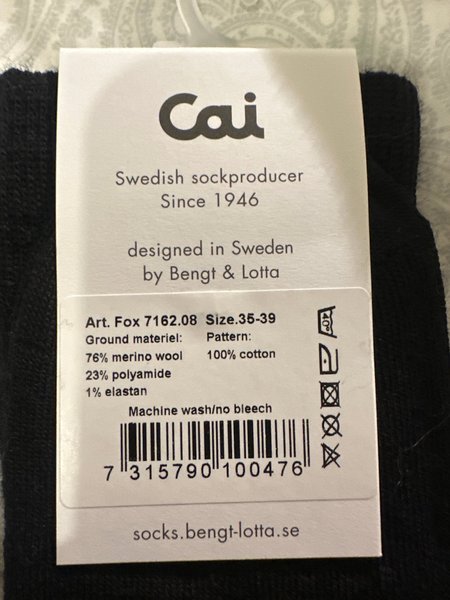 Cai
Swedish sockproducer
Since 1946
designed in Sweden
by Bengt & Lotta
Art. Fox 7162.08 Size.35-39
Ground materiel: Pattern:
76% merino wool 100% cotton
23% polyamide
1% elastan
Machine wash/no bleech
40°
7 315790 100476
socks.bengt-lotta.se